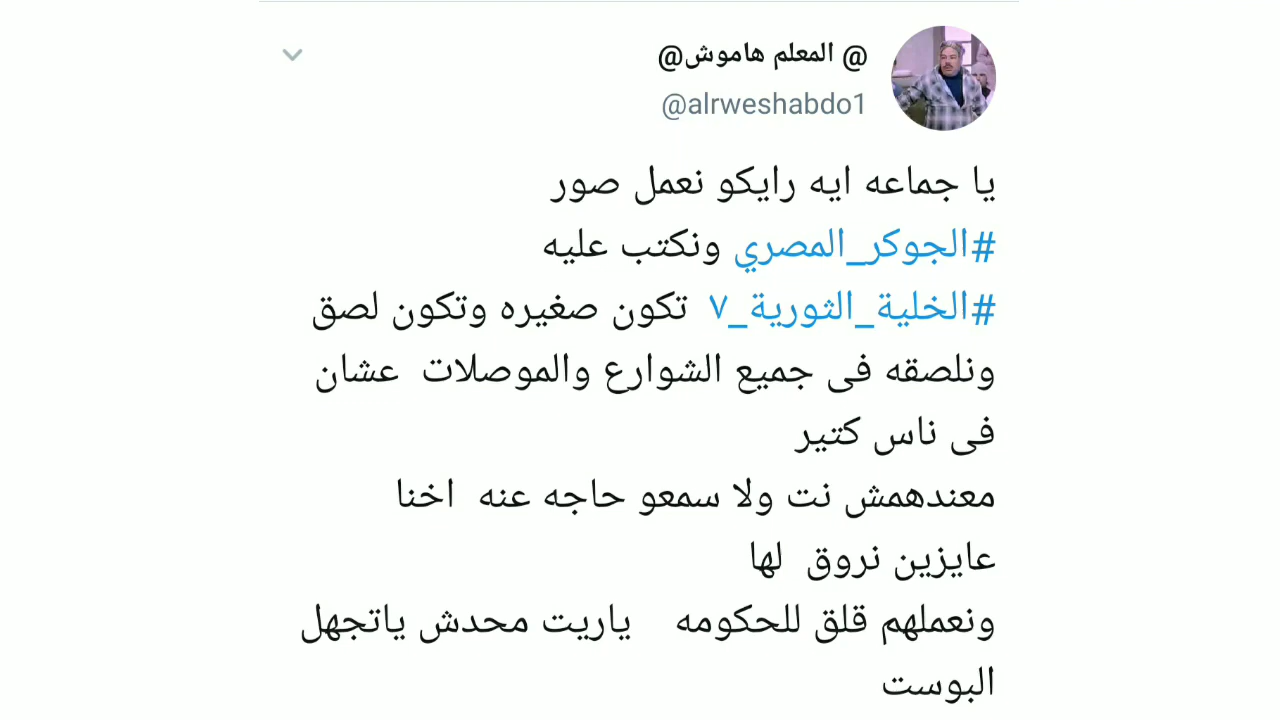 @ المعلم هاموش@
@alrweshabdo1
يا جماعه ايه رايكو نعمل صور
#الجوكر_المصري ونكتب عليه
#الخلية_الثورية_٧ تكون صغيره وتكون لصق
ونلصقه فى جميع الشوارع والموصلات عشان
فى ناس كتير
معندهمش نت ولا سمعو حاجه عنه اخنا
عايزين نروق لها
ونعملهم قلق للحكومه ياريت محدش ياتجهل
البوست